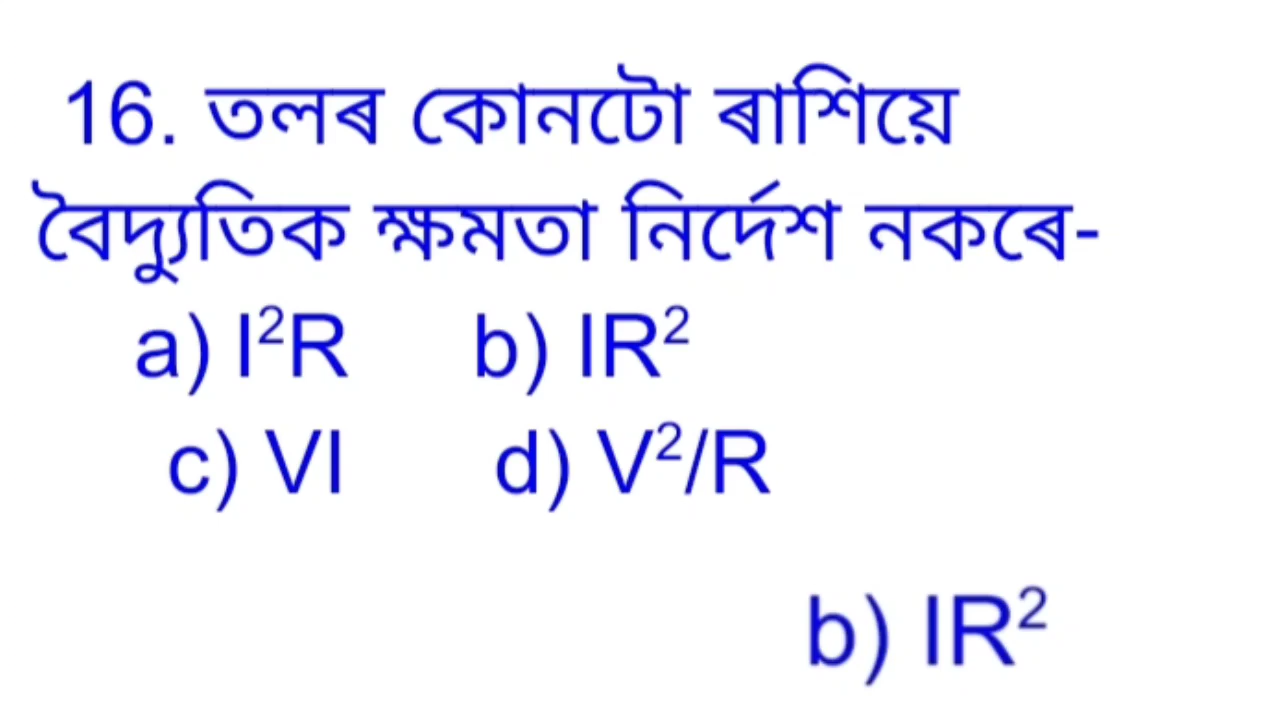 16. তলৰ কোনটো ৰাশিয়ে
বৈদ্যুতিক ক্ষমতা নিৰ্দেশ নকৰে-
a) I²R b) IR²
c) VI d) V²/R
b) IR²